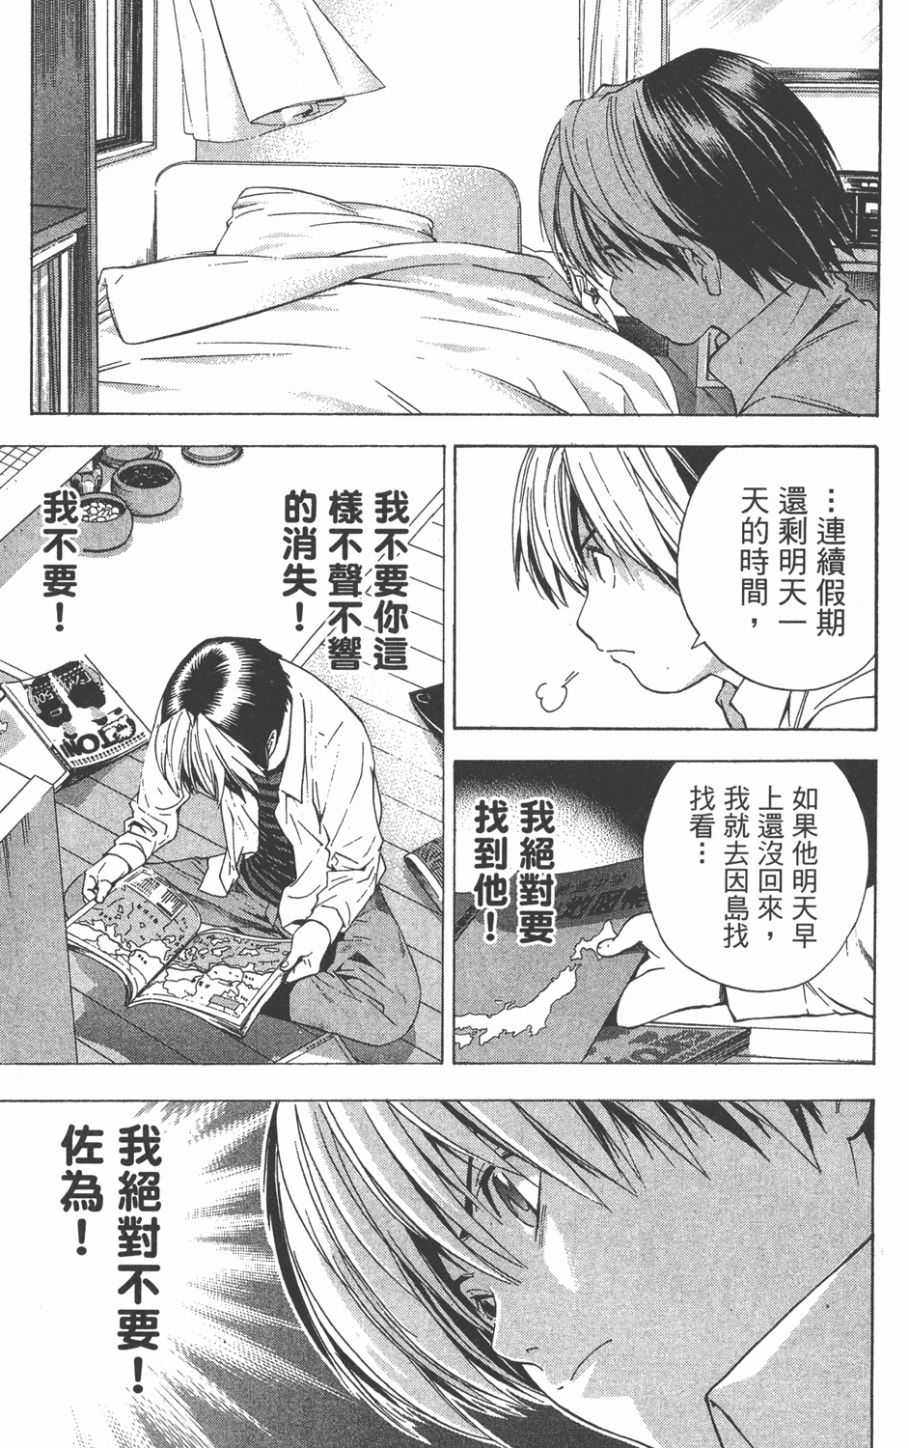 …連續假期
還剩明天一
天的時間，
如果他明天早
上還沒回來，
我就去因島找
找看…
我絕對要
找到他！
我不要你這
樣不聲不響
的消失！
我不要！
我絕對不要！
佐為！